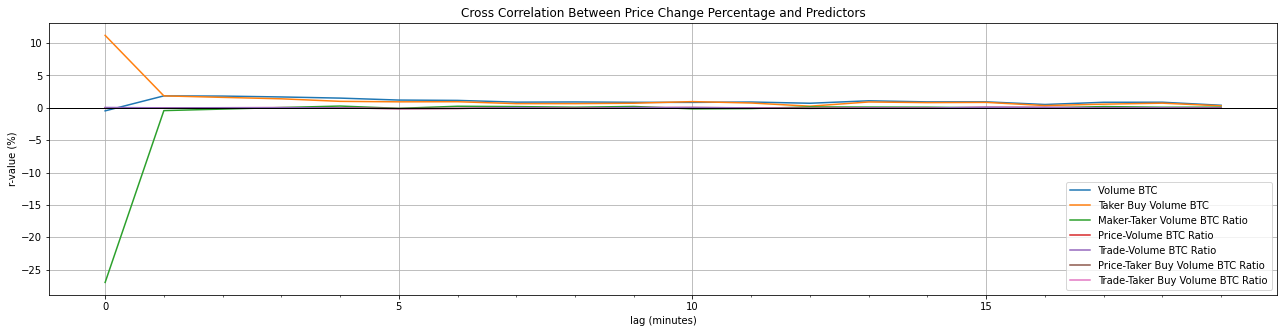 Cross Correlation Between Price Change Percentage and Predictors
10
5
0
−5
−10
−15
−20
−25
r-value (%)
Volume BTC
Taker Buy Volume BTC
Maker-Taker Volume BTC Ratio
Price-Volume BTC Ratio
Trade-Volume BTC Ratio
Price-Taker Buy Volume BTC Ratio
Trade-Taker Buy Volume BTC Ratio
0 5 10 15
lag (minutes)